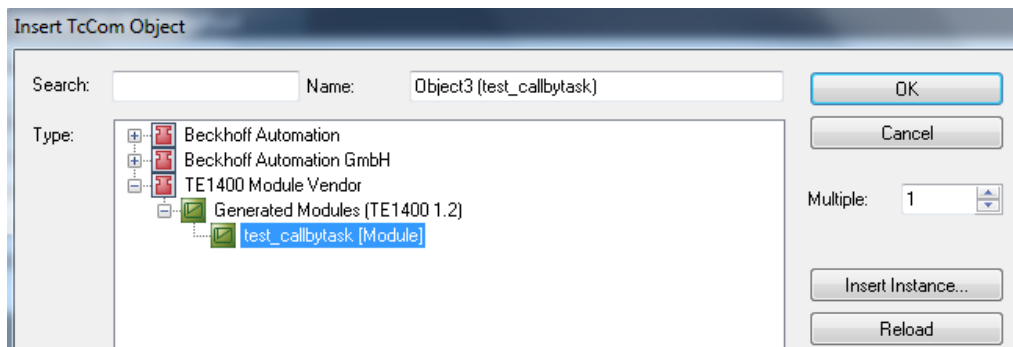 Insert TcCom Object
Search:
Name:
Object3 (test_callbytask)
OK
Type:
Beckhoff Automation
Beckhoff Automation GmbH
TE1400 Module Vendor
Generated Modules (TE1400 1.2)
test_callbytask [Module]
Cancel
Multiple:
1
Insert Instance...
Reload